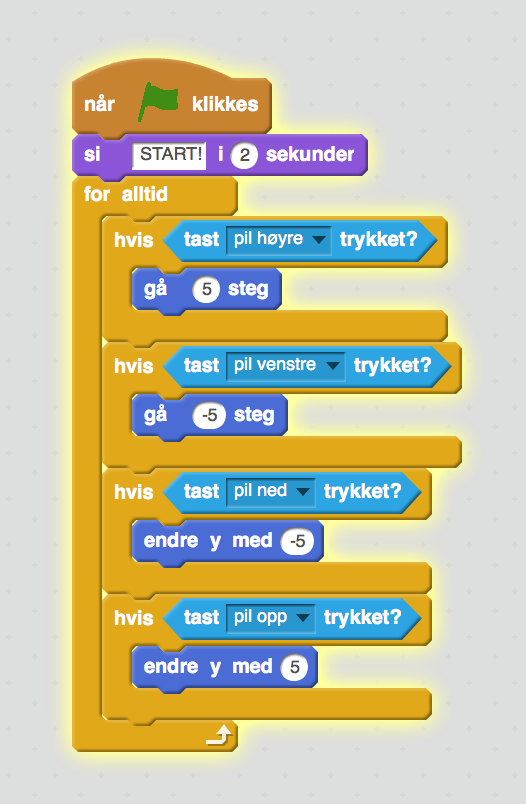 når klikkes
si START! i 2 sekunder
for alltid
hvis tast pil høyre trykket?
gå 5 steg
hvis tast pil venstre trykket?
gå -5 steg
hvis tast pil ned trykket?
endre y med -5
hvis tast pil opp trykket?
endre y med 5